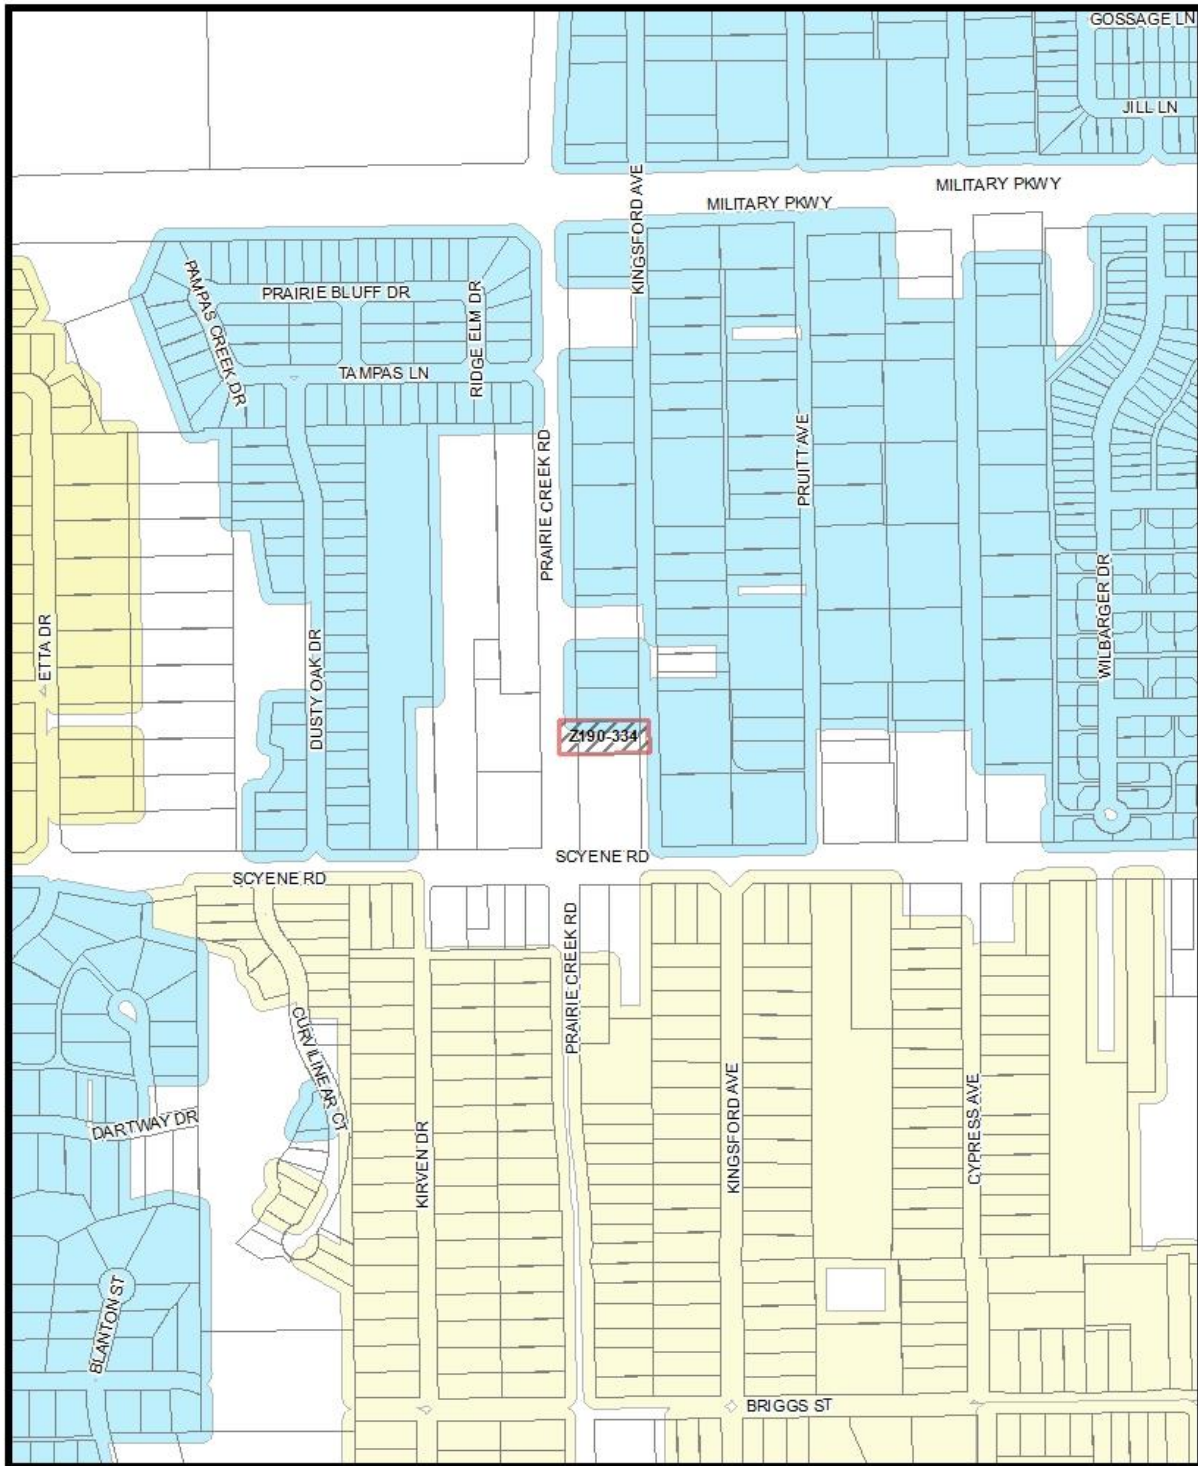 GOSSAGE LN
JILL LN
MILITARY PKWY
MILITARY PKWY
KINGSFORD AVE
PAMPAS CREEK DR
PRAIRIE BLUFF DR
RIDGE ELM DR
TAMPAS LN
PRAIRIE CREEK RD
PRUITT AVE
WILBARGER DR
ETTA DR
DUSTY OAK DR
Z190-334
SCYENE RD
SCYENE RD
PRAIRIE CREEK RD
CURVILINEAR CT
DARTWAY DR
KIRVEN DR
KINGSFORD AVE
CYPRESS AVE
BLANTON ST
BRIGGS ST